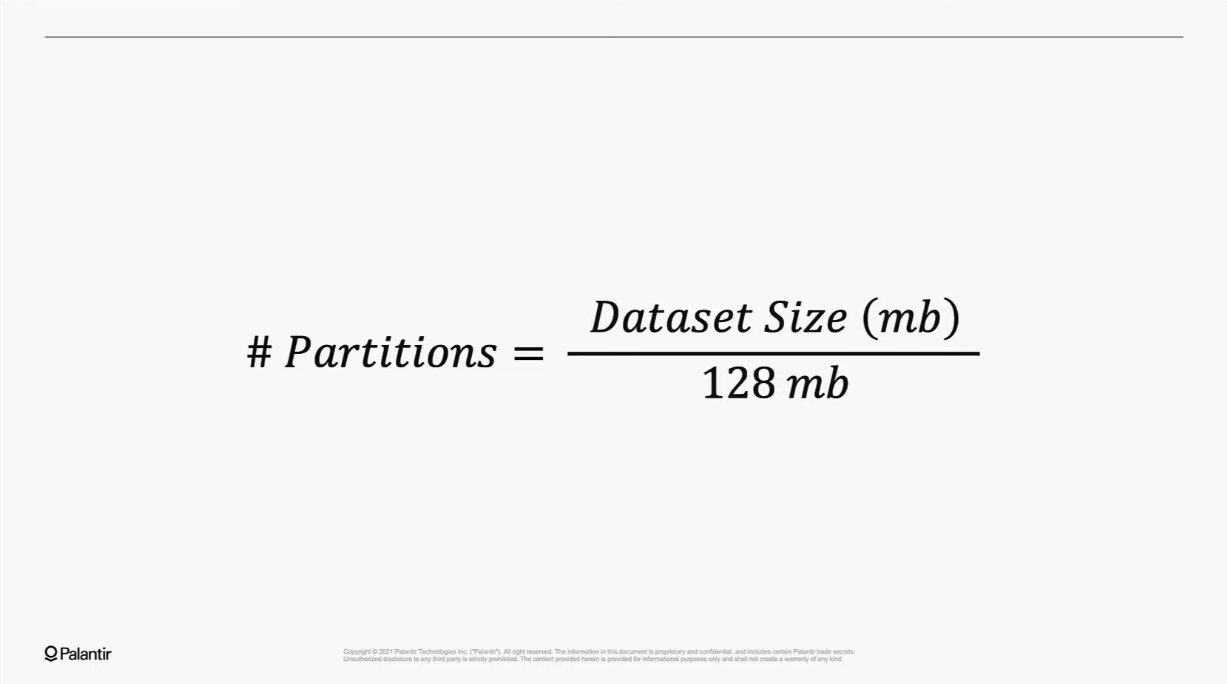 # Partitions =
Dataset Size (mb)
128 mb
Palantir
Copyright © 2021 Palantir Technologies Inc. ("Palantir"). All right reserved. The information in this document is proprietary and confidential, and includes certain Palantir trade secrets.
Unauthorized disclosure to any third party is strictly prohibited. The content provided herein is provided for informational purposes only and shall not create a warranty of any kind.